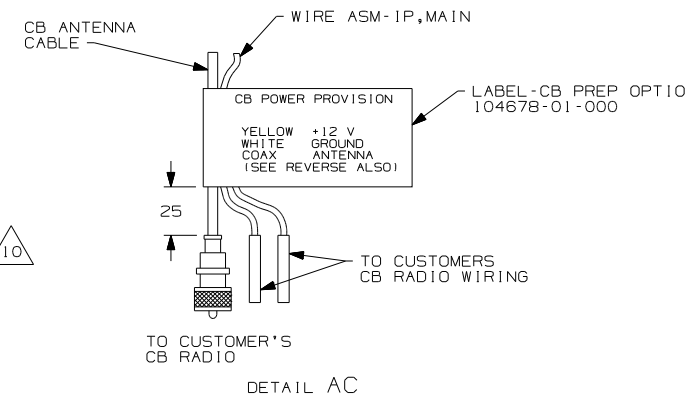 CB ANTENNA
CABLE
WIRE ASM-IP,MAIN
LABEL-CB PREP OPTIO
104678-01-000
CB POWER PROVISION
YELLOW +12 V
WHITE GROUND
COAX ANTENNA
(SEE REVERSE ALSO)
25
10
TO CUSTOMERS
CB RADIO WIRING
TO CUSTOMER'S
CB RADIO
DETAIL AC